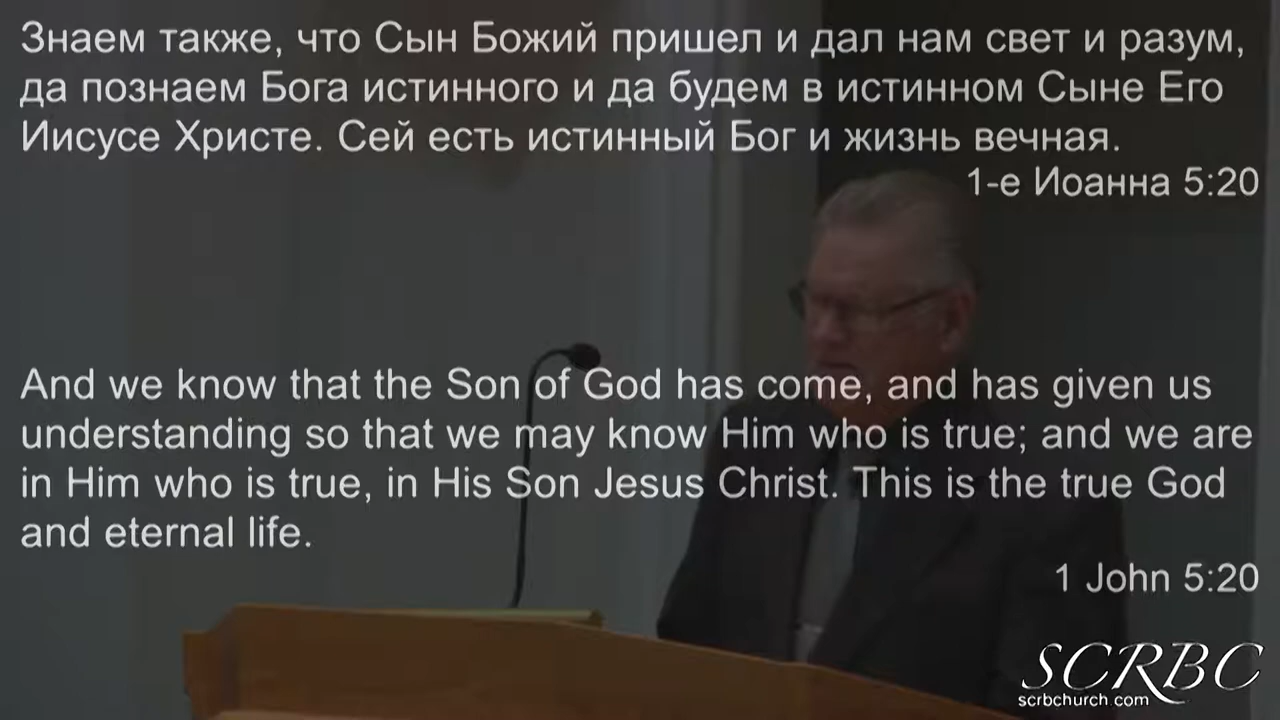 Знаем также, что Сын Божий пришел и дал нам свет и разум,
да познаем Бога истинного и да будем в истинном Сыне Его
Иисусе Христе. Сей есть истинный Бог и жизнь вечная.
1-е Иоанна 5:20
And we know that the Son of God has come, and has given us
understanding so that we may know Him who is true; and we are
in Him who is true, in His Son Jesus Christ. This is the true God
and eternal life.
1 John 5:20
SCRBC
scrbchurch.com